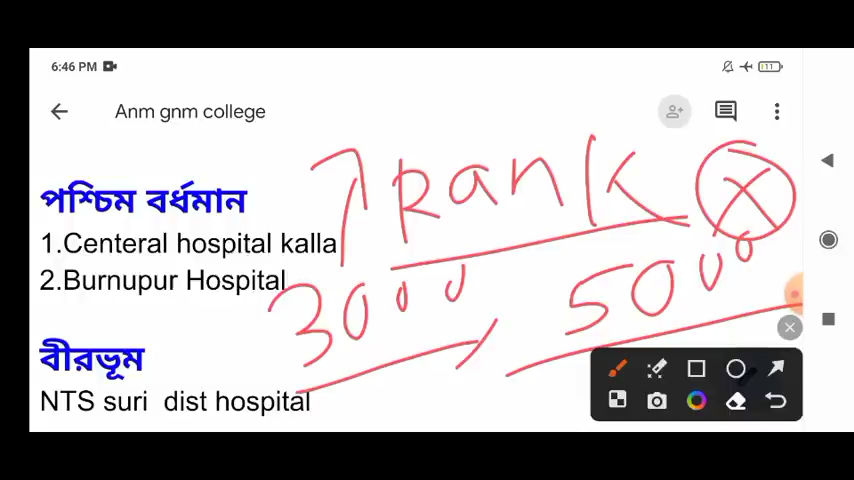 6:46 PM
11
Anm gnm college
Rank
পশ্চিম বর্ধমান
1.Centeral hospital kalla
2.Burnupur Hospital
3000, 5000
বীরভূম
NTS suri dist hospital